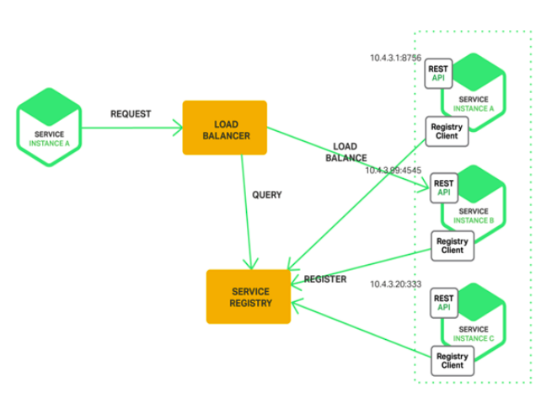 10.4.3.1:8756
REST
API
SERVICE
INSTANCE A
Registry
Client
SERVICE
INSTANCE A
REQUEST
LOAD
BALANCER
LOAD
BALANCE
10.4.3.99:4545
REST
API
SERVICE
INSTANCE B
Registry
Client
QUERY
SERVICE
REGISTRY
REGISTER
10.4.3.20:333
REST
API
SERVICE
INSTANCE C
Registry
Client